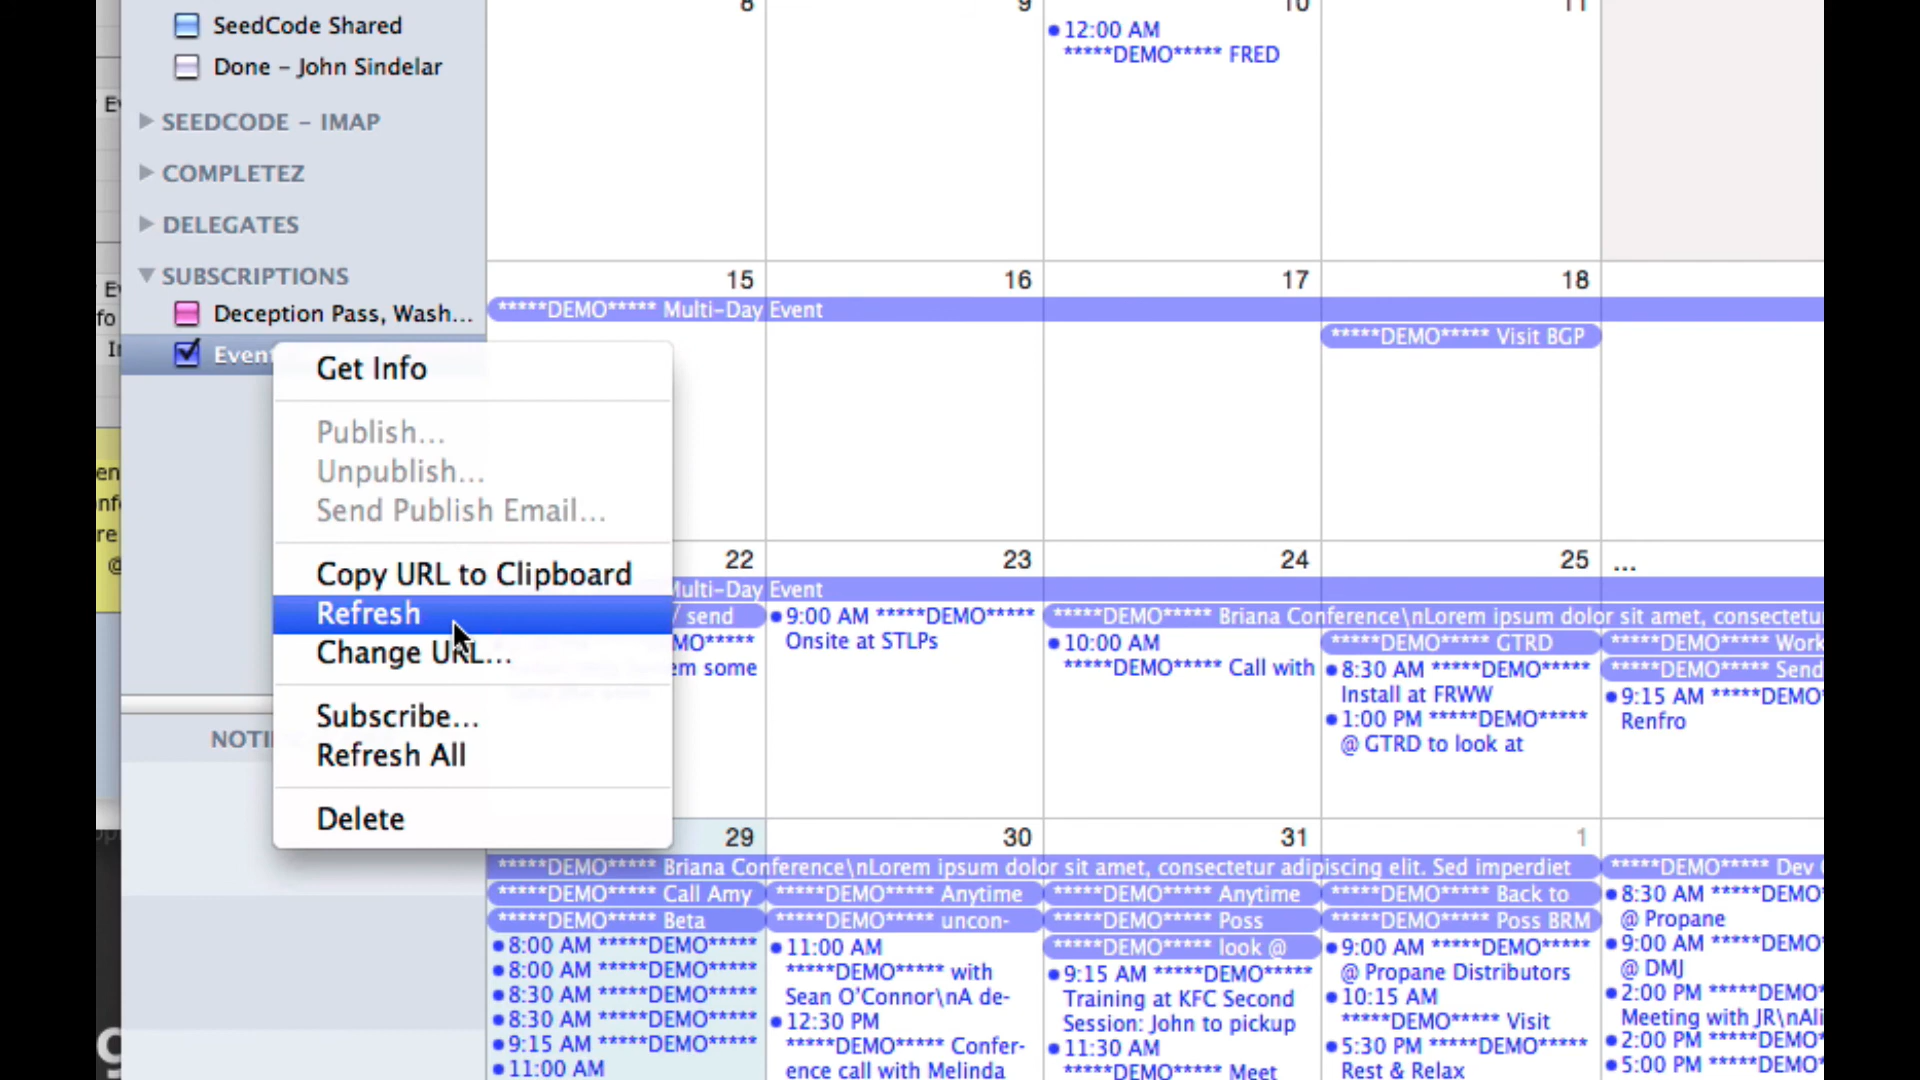 SeedCode Shared
Done - John Sindelar
SEEDCODE - IMAP
COMPLETEZ
DELEGATES
SUBSCRIPTIONS
Deception Pass, Wash...
Event
Get Info
Publish...
Unpublish...
Send Publish Email...
Copy URL to Clipboard
Refresh
Change URL...
Subscribe...
Refresh All
Delete
8
9
10
11
12:00 AM
*****DEMO***** FRED
15
16
17
18
*****DEMO***** Multi-Day Event
*****DEMO***** Visit BGP
22
23
24
25
...
Multi-Day Event
/ send
MO*****
em some
9:00 AM *****DEMO*****
Onsite at STLPs
*****DEMO***** Briana Conference\nLorem ipsum dolor sit amet, consectetu
10:00 AM
*****DEMO***** Call with
*****DEMO***** GTRD
8:30 AM *****DEMO*****
Install at FRWW
1:00 PM *****DEMO*****
@ GTRD to look at
*****DEMO***** Work
*****DEMO***** Send
9:15 AM *****DEMO*
Renfro
29
30
31
1
*****DEMO***** Briana Conference\nLorem ipsum dolor sit amet, consectetur adipiscing elit. Sed imperdiet
*****DEMO***** Call Amy
*****DEMO***** Beta
8:00 AM *****DEMO*****
8:00 AM *****DEMO*****
8:30 AM *****DEMO*****
8:30 AM *****DEMO*****
9:15 AM *****DEMO*****
11:00 AM
*****DEMO***** Anytime
*****DEMO***** uncon-
11:00 AM
*****DEMO***** with
Sean O'Connor\nA de-
12:30 PM
*****DEMO***** Confer-
ence call with Melinda
*****DEMO***** Anytime
*****DEMO***** Poss
*****DEMO***** look @
9:15 AM *****DEMO*****
Training at KFC Second
Session: John to pickup
11:30 AM
*****DEMO***** Meet
*****DEMO***** Back to
*****DEMO***** Poss BRM
9:00 AM *****DEMO*****
@ Propane Distributors
10:15 AM
*****DEMO***** Visit
5:30 PM *****DEMO*****
Rest & Relax
*****DEMO***** Dev
8:30 AM *****DEMO*
@ Propane
9:00 AM *****DEMO*
@ DMJ
2:00 PM *****DEMO*
Meeting with JR\nAli
2:00 PM *****DEMO*
5:00 PM *****DEMO*